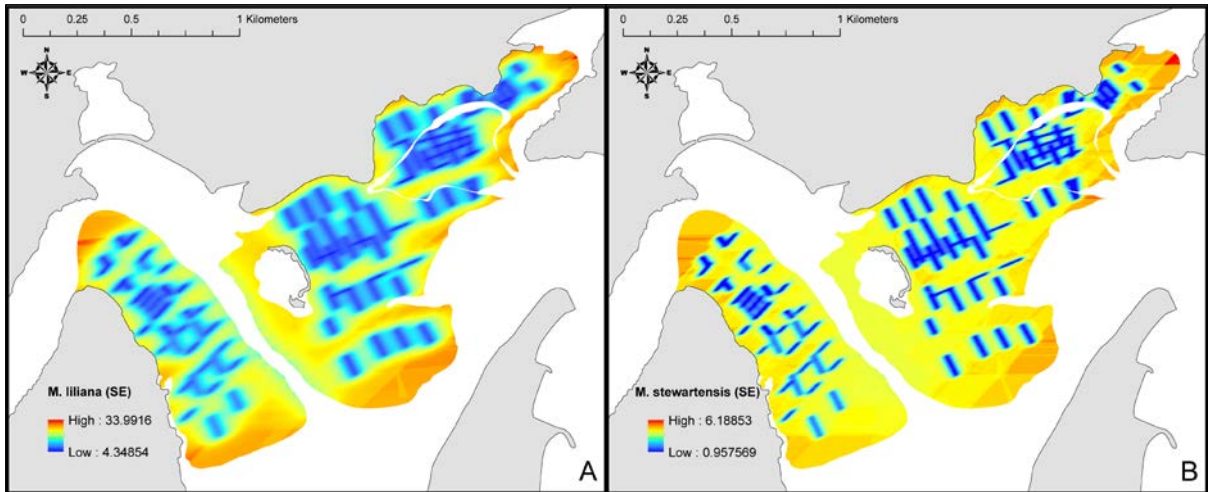 0 0.25 0.5 1 Kilometers
N
W E
S
M. liliana (SE)
High : 33.9916
Low : 4.34854
A
0 0.25 0.5 1 Kilometers
N
W E
S
M. stewartensis (SE)
High : 6.18853
Low : 0.957569
B